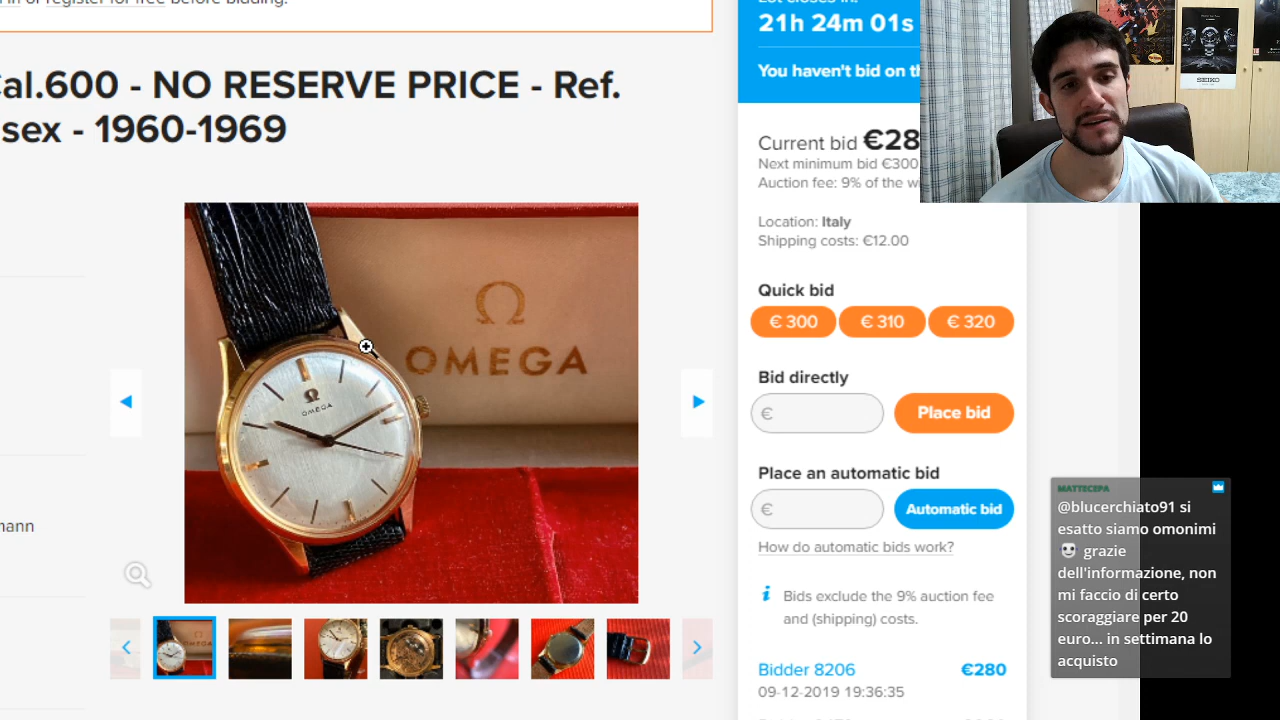 or register for free before bidding.
Cal.600 - NO RESERVE PRICE - Ref.
sex - 1960-1969
mann
OMEGA
OMEGA
Lot closes in:
21h 24m 01s
You haven't bid on th
Current bid €28
Next minimum bid €300
Auction fee: 9% of the w
Location: Italy
Shipping costs: €12.00
Quick bid
€ 300
€ 310
€ 320
Bid directly
€
Place bid
Place an automatic bid
€
Automatic bid
How do automatic bids work?
i Bids exclude the 9% auction fee
and (shipping) costs.
Bidder 8206 €280
09-12-2019 19:36:35
SEIKO
MATTECEPA
@blucerchiato91 si
esatto siamo omonimi
grazie
dell'informazione, non
mi faccio di certo
scoraggiare per 20
euro... in settimana lo
acquisto